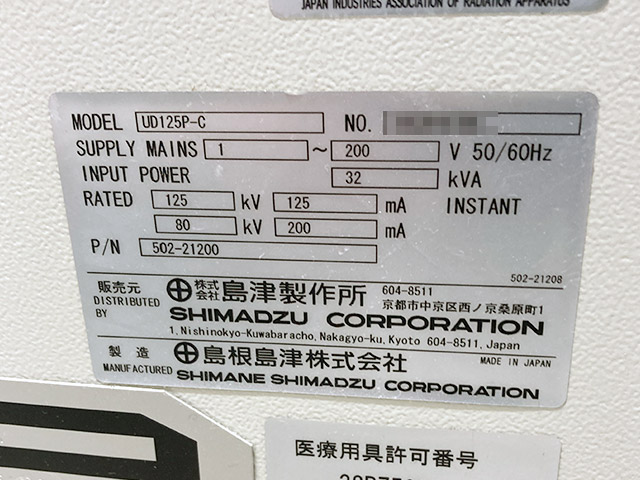 JAPAN INDUSTRIES ASSOCIATION OF RADIATION APPARATUS
MODEL UD125P-C NO.
SUPPLY MAINS 1 ~ 200 V 50/60Hz
INPUT POWER 32 kVA
RATED 125 kV 125 mA INSTANT
80 kV 200 mA
P/N 502-21200
502-21208
販売元 DISTRIBUTED BY 株式会社 島津製作所 604-8511 京都市中京区西ノ京桑原町1
SHIMADZU CORPORATION
1, Nishinokyo-Kuwabaracho, Nakagyo-ku, Kyoto 604-8511, Japan
製造 島根島津株式会社 MADE IN JAPAN
MANUFACTURED SHIMANE SHIMADZU CORPORATION
医療用具許可番号